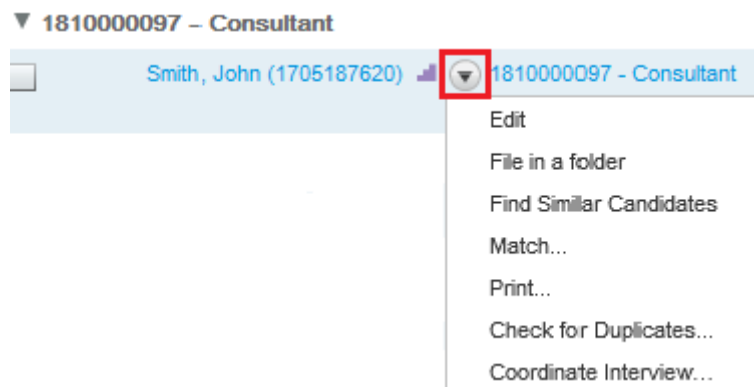 1810000097 – Consultant
Smith, John (1705187620) 1810000097 - Consultant
Edit
File in a folder
Find Similar Candidates
Match...
Print...
Check for Duplicates...
Coordinate Interview...